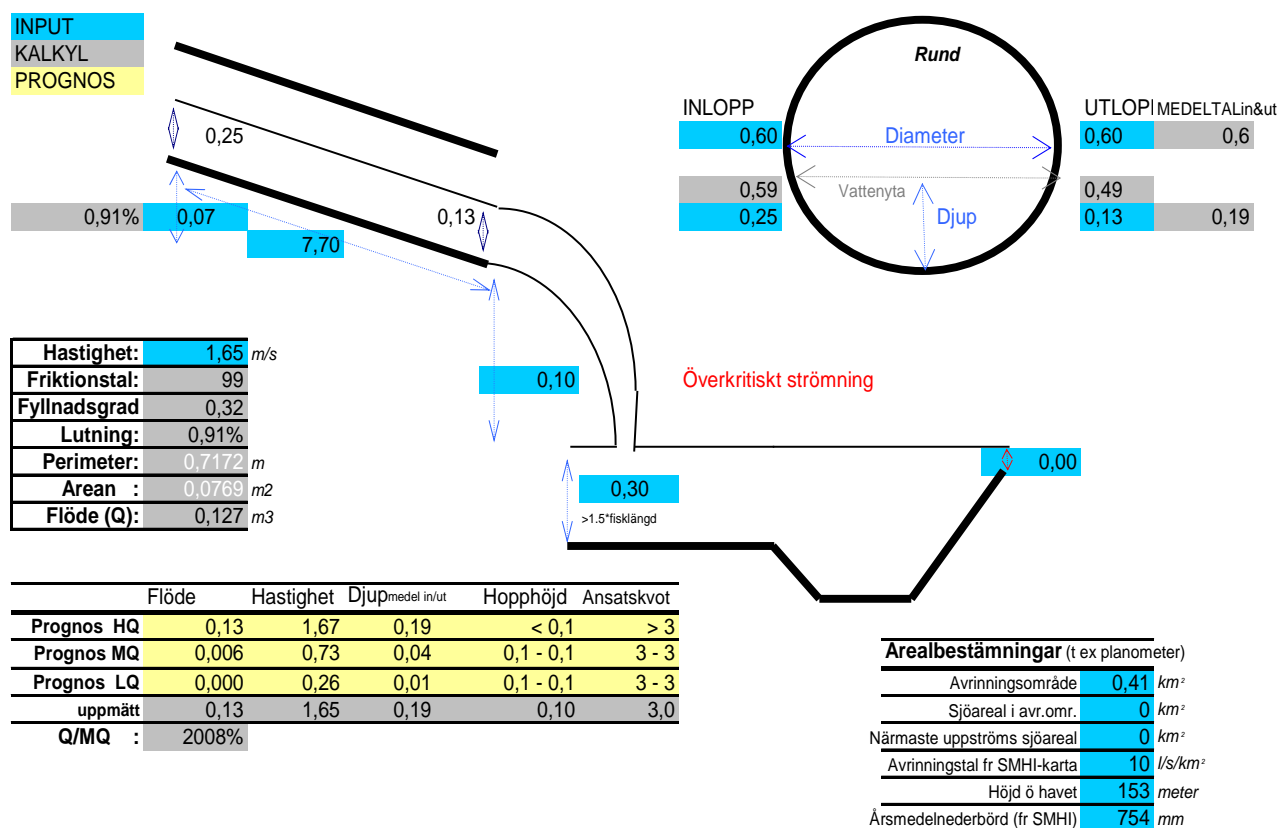 INPUT
KALKYL
PROGNOS
Rund
INLOPP
UTLOPP MEDELTALin&ut
0,60
Diameter
0,60 0,6
0,25
0,59
Vattenyta
0,49
0,25
Djup
0,13 0,19
0,91% 0,07
0,13
7,70
Hastighet: 1,65 m/s
Friktionstal: 99
Fyllnadsgrad 0,32
Lutning: 0,91%
Perimeter: 0,7172 m
Arean : 0,0769 m2
Flöde (Q): 0,127 m3
0,10
Överkritiskt strömning
0,00
0,30
>1.5*fisklängd
Flöde Hastighet Djupmedel in/ut Hopphöjd Ansatskvot
Prognos HQ 0,13 1,67 0,19 < 0,1 > 3
Prognos MQ 0,006 0,73 0,04 0,1 - 0,1 3 - 3
Prognos LQ 0,000 0,26 0,01 0,1 - 0,1 3 - 3
uppmätt 0,13 1,65 0,19 0,10 3,0
Q/MQ : 2008%
Arealbestämningar (t ex planometer)
Avrinningsområde 0,41 km²
Sjöareal i avr.omr. 0 km²
Närmaste uppströms sjöareal 0 km²
Avrinningstal fr SMHI-karta 10 l/s/km²
Höjd ö havet 153 meter
Årsmedelnederbörd (fr SMHI) 754 mm